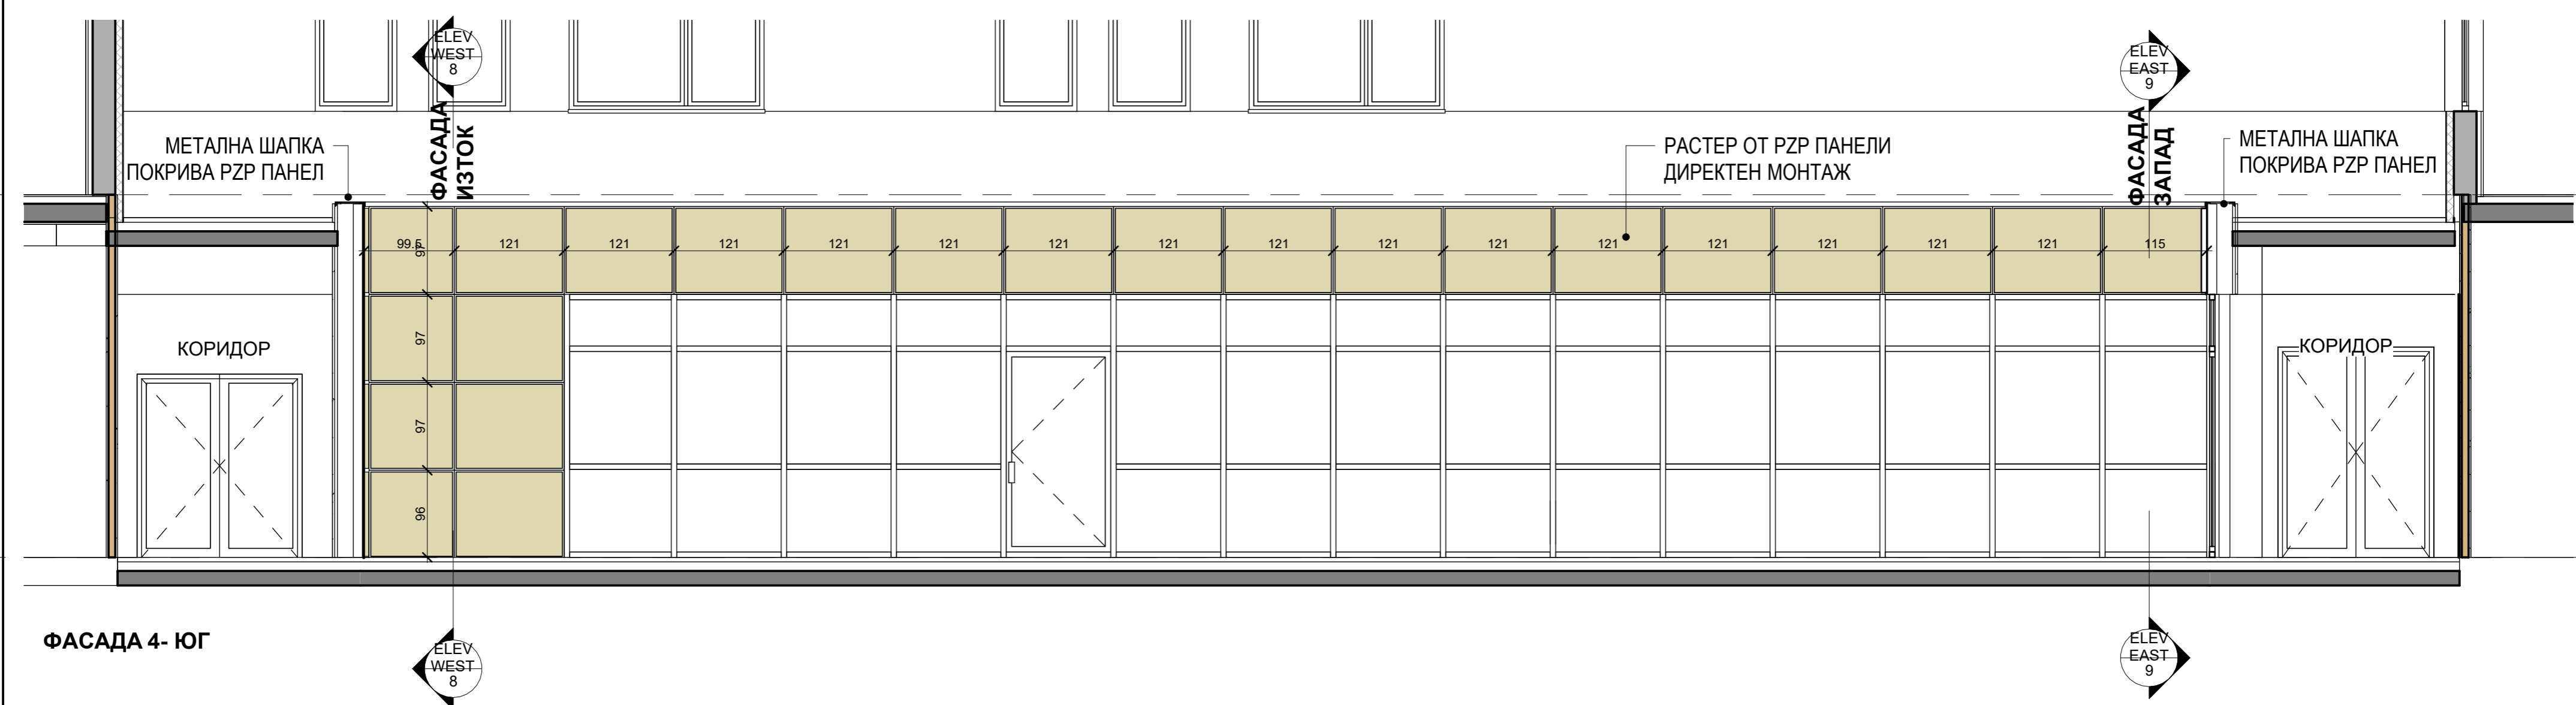 ELEV
WEST
8
ELEV
EAST
9
ФАСАДА
ИЗТОК
ФАСАДА
ЗАПАД
МЕТАЛНА ШАПКА
ПОКРИВА PZP ПАНЕЛ
РАСТЕР ОТ PZP ПАНЕЛИ
ДИРЕКТЕН МОНТАЖ
МЕТАЛНА ШАПКА
ПОКРИВА PZP ПАНЕЛ
99.5 121 121 121 121 121 121 121 121 121 121 121 121 121 121 121 115
97
97
97
96
КОРИДОР
КОРИДОР
ФАСАДА 4- ЮГ
ELEV
WEST
8
ELEV
EAST
9